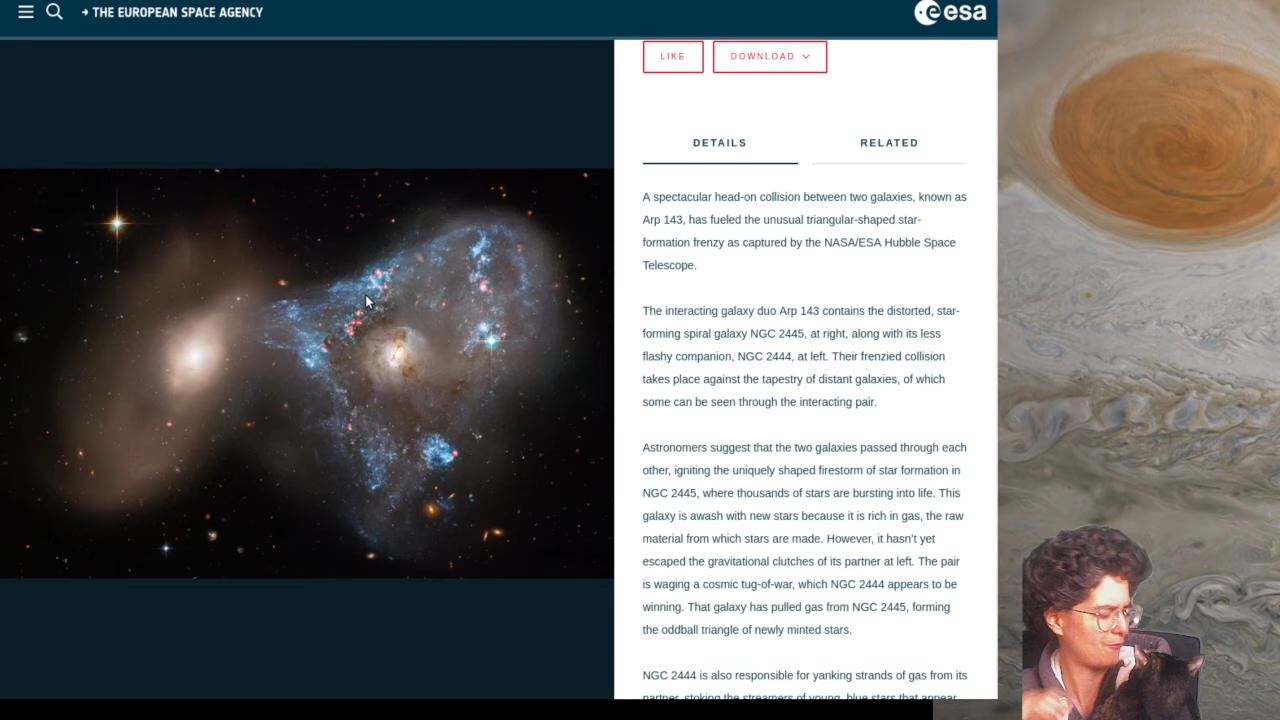 → THE EUROPEAN SPACE AGENCY
esa
LIKE
DOWNLOAD
DETAILS
RELATED
A spectacular head-on collision between two galaxies, known as
Arp 143, has fueled the unusual triangular-shaped star-
formation frenzy as captured by the NASA/ESA Hubble Space
Telescope.
The interacting galaxy duo Arp 143 contains the distorted, star-
forming spiral galaxy NGC 2445, at right, along with its less
flashy companion, NGC 2444, at left. Their frenzied collision
takes place against the tapestry of distant galaxies, of which
some can be seen through the interacting pair.
Astronomers suggest that the two galaxies passed through each
other, igniting the uniquely shaped firestorm of star formation in
NGC 2445, where thousands of stars are bursting into life. This
galaxy is awash with new stars because it is rich in gas, the raw
material from which stars are made. However, it hasn't yet
escaped the gravitational clutches of its partner at left. The pair
is waging a cosmic tug-of-war, which NGC 2444 appears to be
winning. That galaxy has pulled gas from NGC 2445, forming
the oddball triangle of newly minted stars.
NGC 2444 is also responsible for yanking strands of gas from its
partner, stoking the streamers of young, blue stars that appear